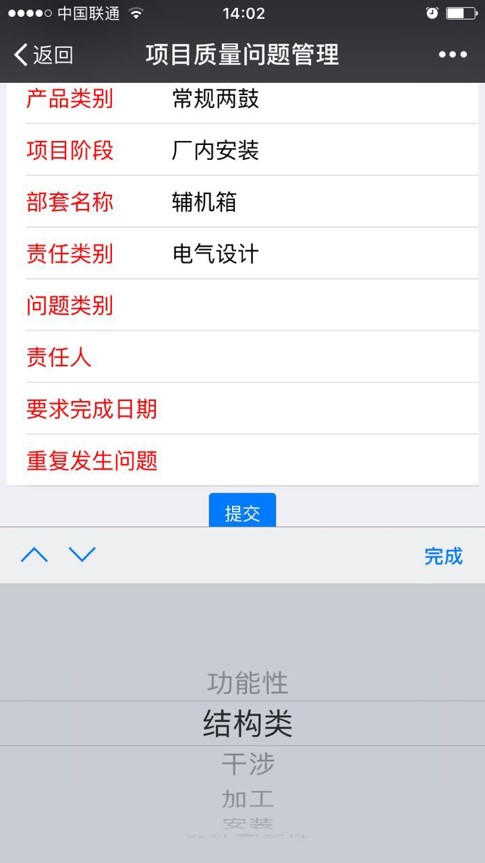 中国联通 14:02
返回 项目质量问题管理
产品类别 常规两鼓
项目阶段 厂内安装
部套名称 辅机箱
责任类别 电气设计
问题类别
责任人
要求完成日期
重复发生问题
提交
完成
功能性
结构类
干涉
加工
安装